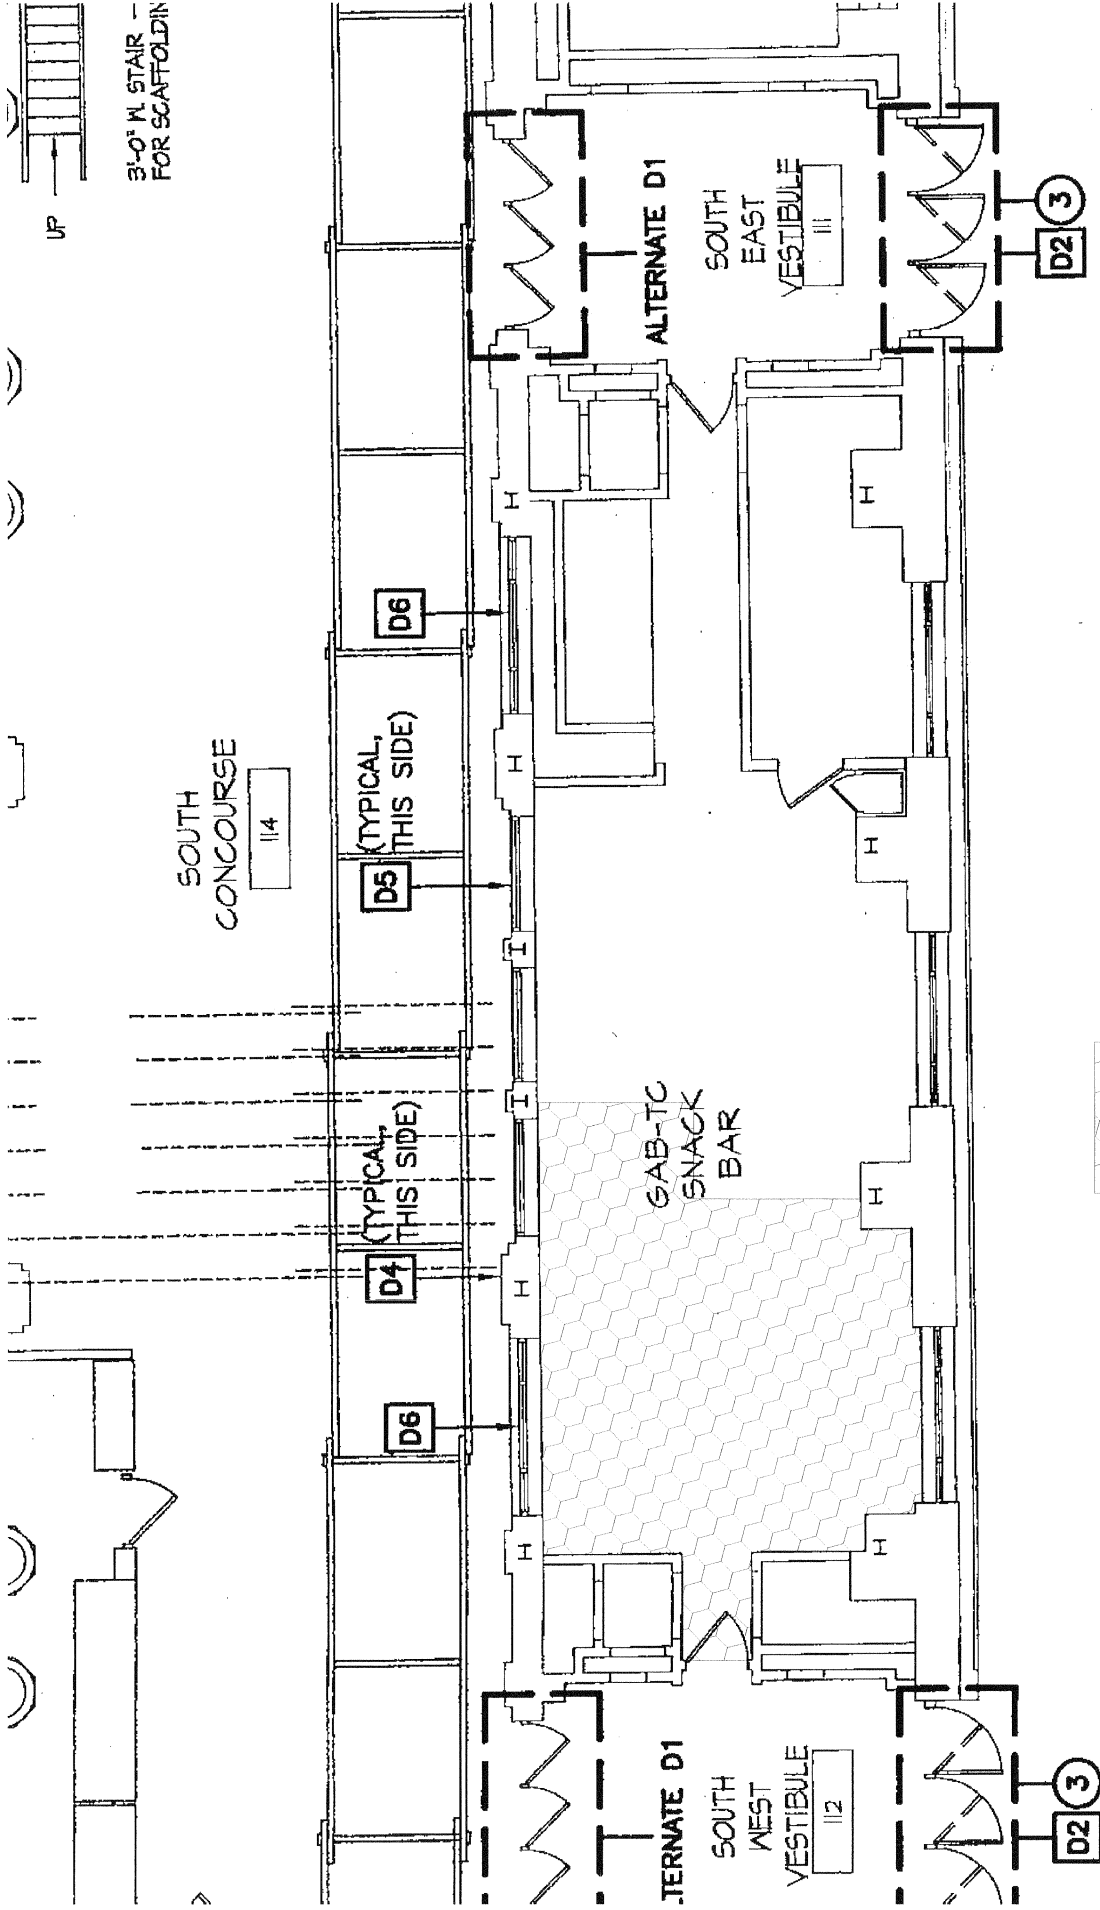 UP
3'-0" W. STAIR –
FOR SCAFFOLDIN
SOUTH
CONCOURSE
114
D6
(TYPICAL,
THIS SIDE)
D5
(TYPICAL,
THIS SIDE)
D4
D6
H
H
I
I
H
H
ALTERNATE D1
SOUTH
EAST
VESTIBULE
111
3
D2
H
H
H
H
GAB-TC
SNACK
BAR
LTERNATE D1
SOUTH
WEST
VESTIBULE
112
3
D2